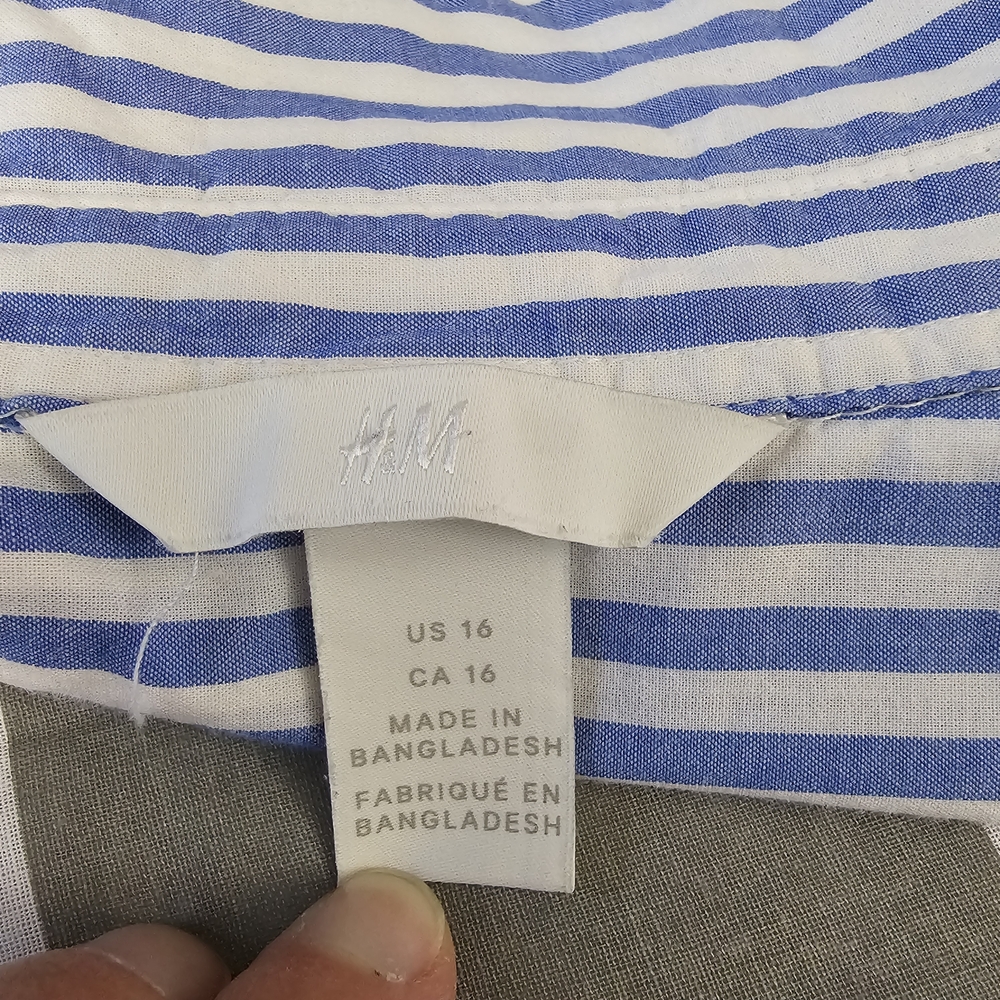 H&M
US 16
CA 16
MADE IN
BANGLADESH
FABRIQUÉ EN
BANGLADESH